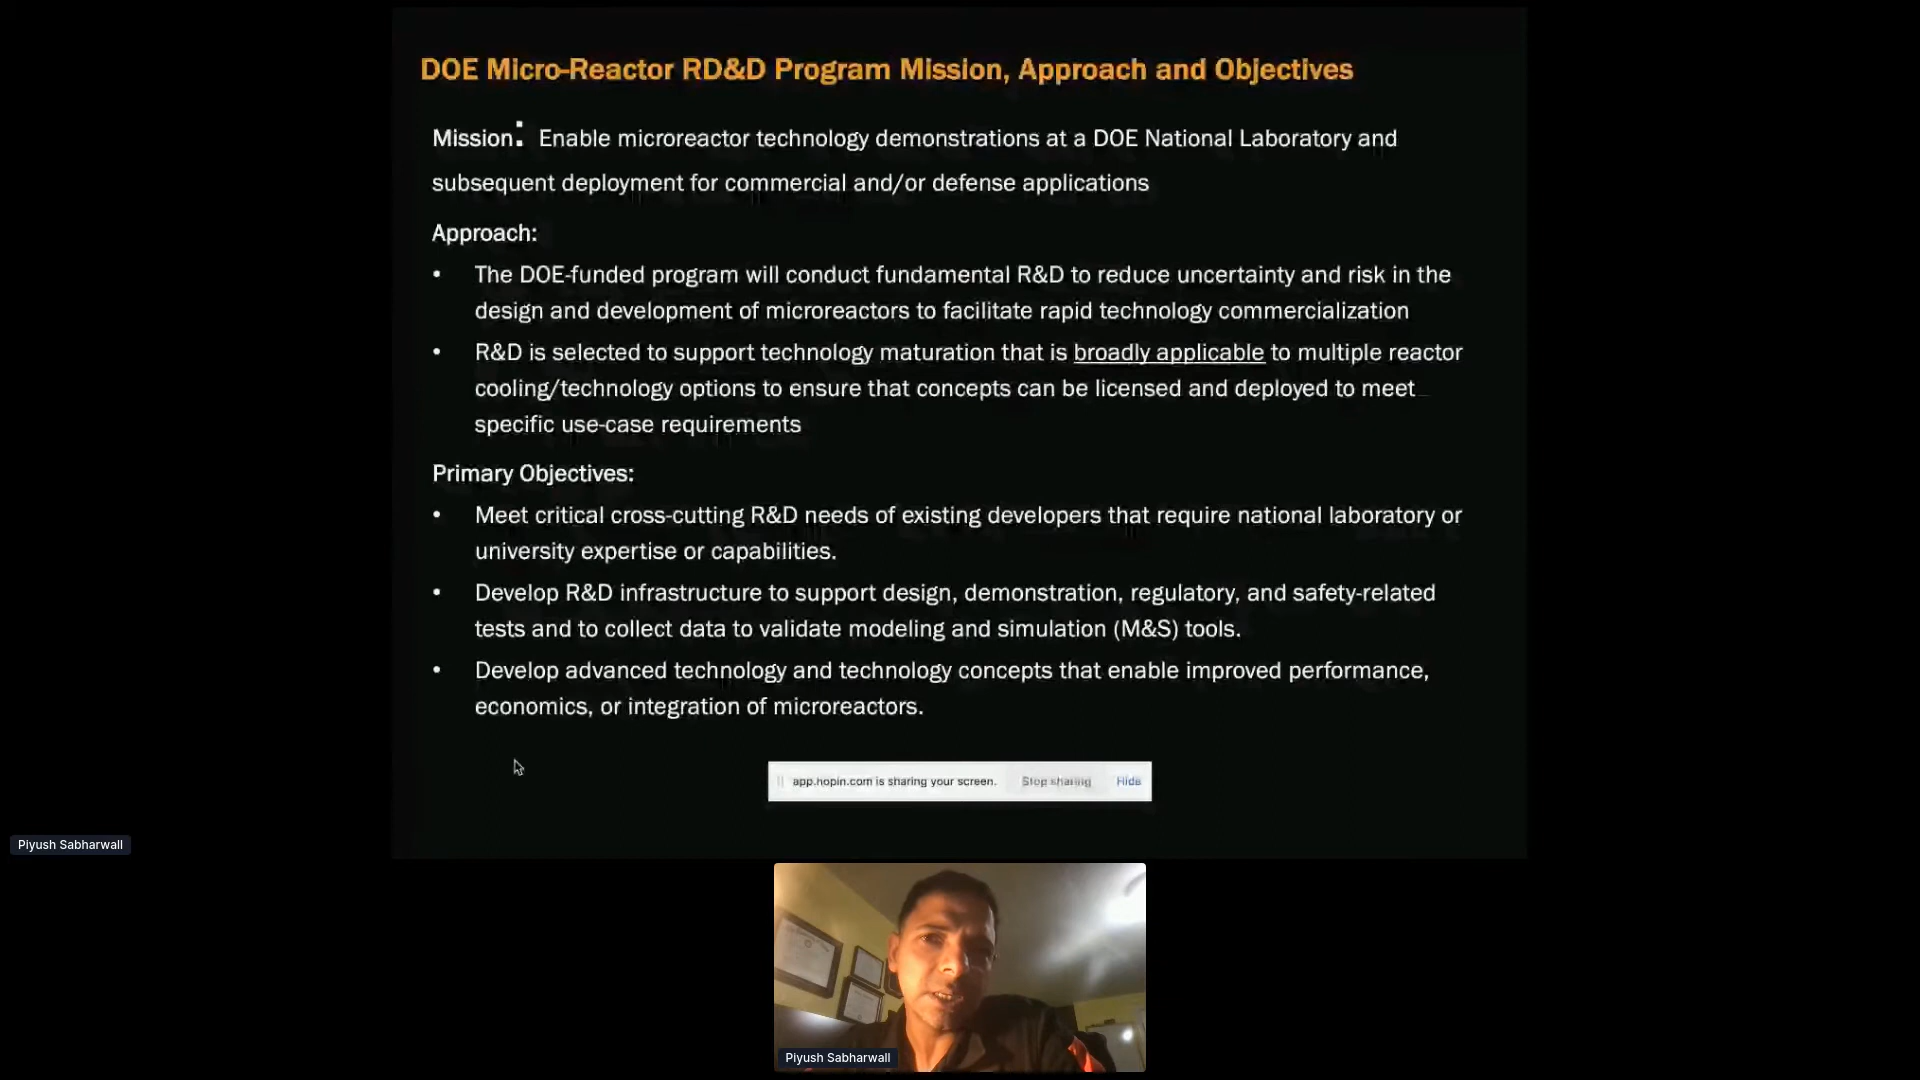 DOE Micro-Reactor RD&D Program Mission, Approach and Objectives
Mission: Enable microreactor technology demonstrations at a DOE National Laboratory and
subsequent deployment for commercial and/or defense applications
Approach:
• The DOE-funded program will conduct fundamental R&D to reduce uncertainty and risk in the
design and development of microreactors to facilitate rapid technology commercialization
• R&D is selected to support technology maturation that is broadly applicable to multiple reactor
cooling/technology options to ensure that concepts can be licensed and deployed to meet
specific use-case requirements
Primary Objectives:
• Meet critical cross-cutting R&D needs of existing developers that require national laboratory or
university expertise or capabilities.
• Develop R&D infrastructure to support design, demonstration, regulatory, and safety-related
tests and to collect data to validate modeling and simulation (M&S) tools.
• Develop advanced technology and technology concepts that enable improved performance,
economics, or integration of microreactors.
app.hopin.com is sharing your screen. Stop sharing Hide
Piyush Sabharwall
Piyush Sabharwall